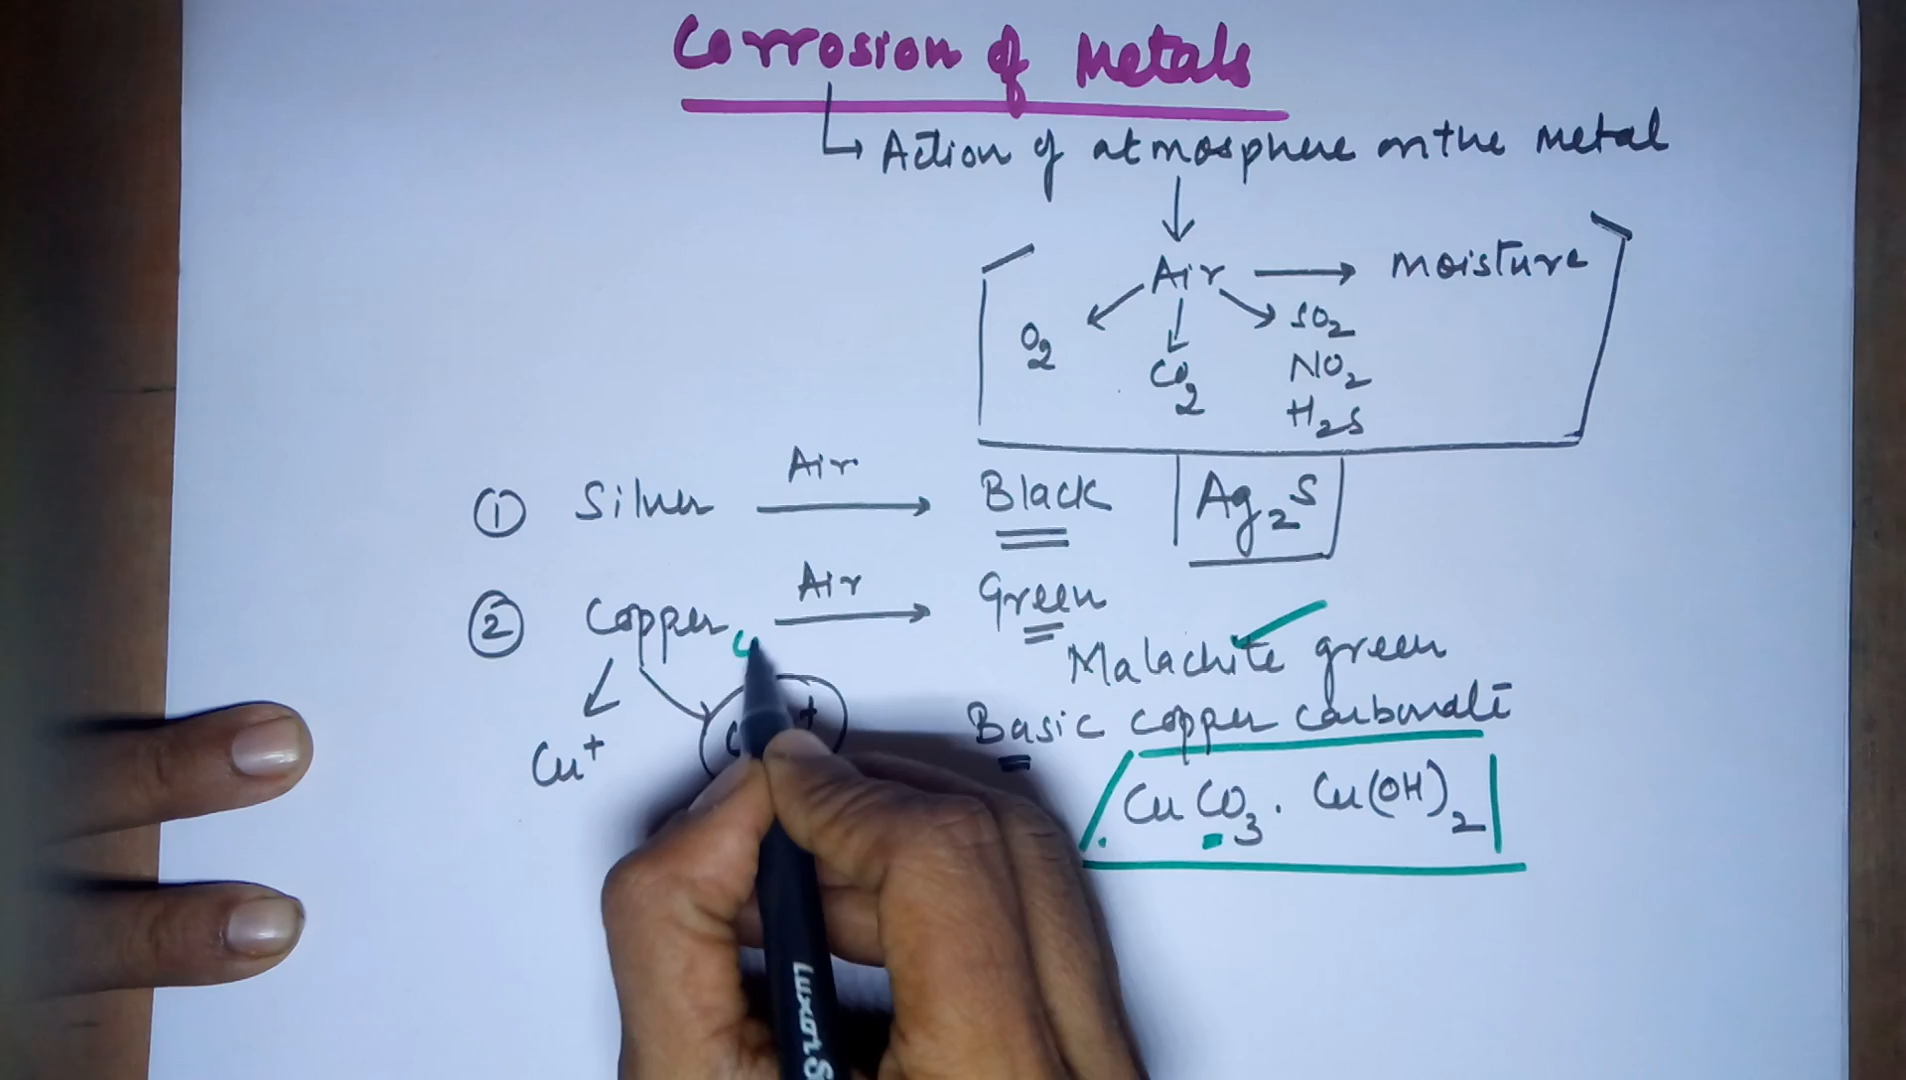 Corrosion of Metals
Action of atmosphere on the Metal
Air → Moisture
O2 CO2 SO2
NO2
H2S
① Silver Air → Black Ag2S
② Copper Air → Green
Malachite green
Cu+
Basic copper carbonate
CuCO3 . Cu(OH)2
Luxor